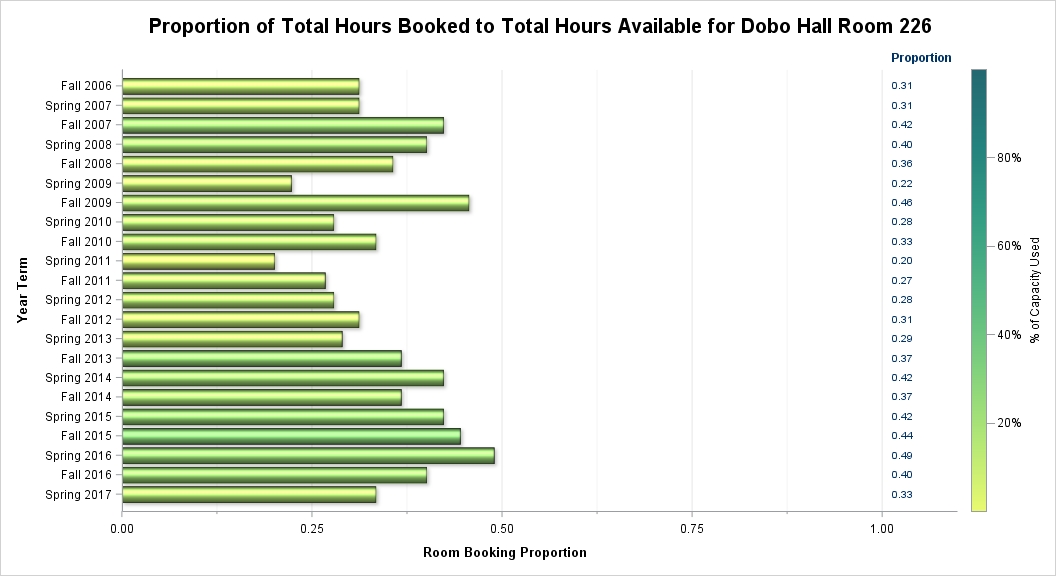 Proportion of Total Hours Booked to Total Hours Available for Dobo Hall Room 226
Proportion
Fall 2006 0.31
Spring 2007 0.31
Fall 2007 0.42
Spring 2008 0.40
Fall 2008 0.36
Spring 2009 0.22
Fall 2009 0.46
Spring 2010 0.28
Fall 2010 0.33
Spring 2011 0.20
Fall 2011 0.27
Spring 2012 0.28
Fall 2012 0.31
Spring 2013 0.29
Fall 2013 0.37
Spring 2014 0.42
Fall 2014 0.37
Spring 2015 0.42
Fall 2015 0.44
Spring 2016 0.49
Fall 2016 0.40
Spring 2017 0.33
Year Term
0.00 0.25 0.50 0.75 1.00
Room Booking Proportion
80%
60%
40%
20%
% of Capacity Used